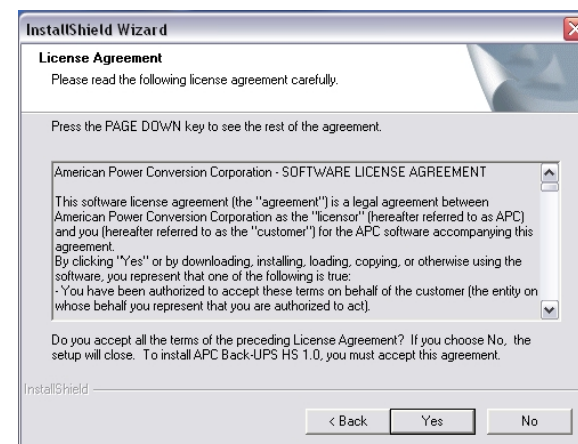 InstallShield Wizard
License Agreement
Please read the following license agreement carefully.
Press the PAGE DOWN key to see the rest of the agreement.
American Power Conversion Corporation - SOFTWARE LICENSE AGREEMENT
This software license agreement (the "agreement") is a legal agreement between
American Power Conversion Corporation as the "licensor" (hereafter referred to as APC)
and you (hereafter referred to as the "customer") for the APC software accompanying this
agreement.
By clicking "Yes" or by downloading, installing, loading, copying, or otherwise using the
software, you represent that one of the following is true:
- You have been authorized to accept these terms on behalf of the customer (the entity on
whose behalf you represent that you are authorized to act).
Do you accept all the terms of the preceding License Agreement? If you choose No, the
setup will close. To install APC Back-UPS HS 1.0, you must accept this agreement.
InstallShield
< Back Yes No